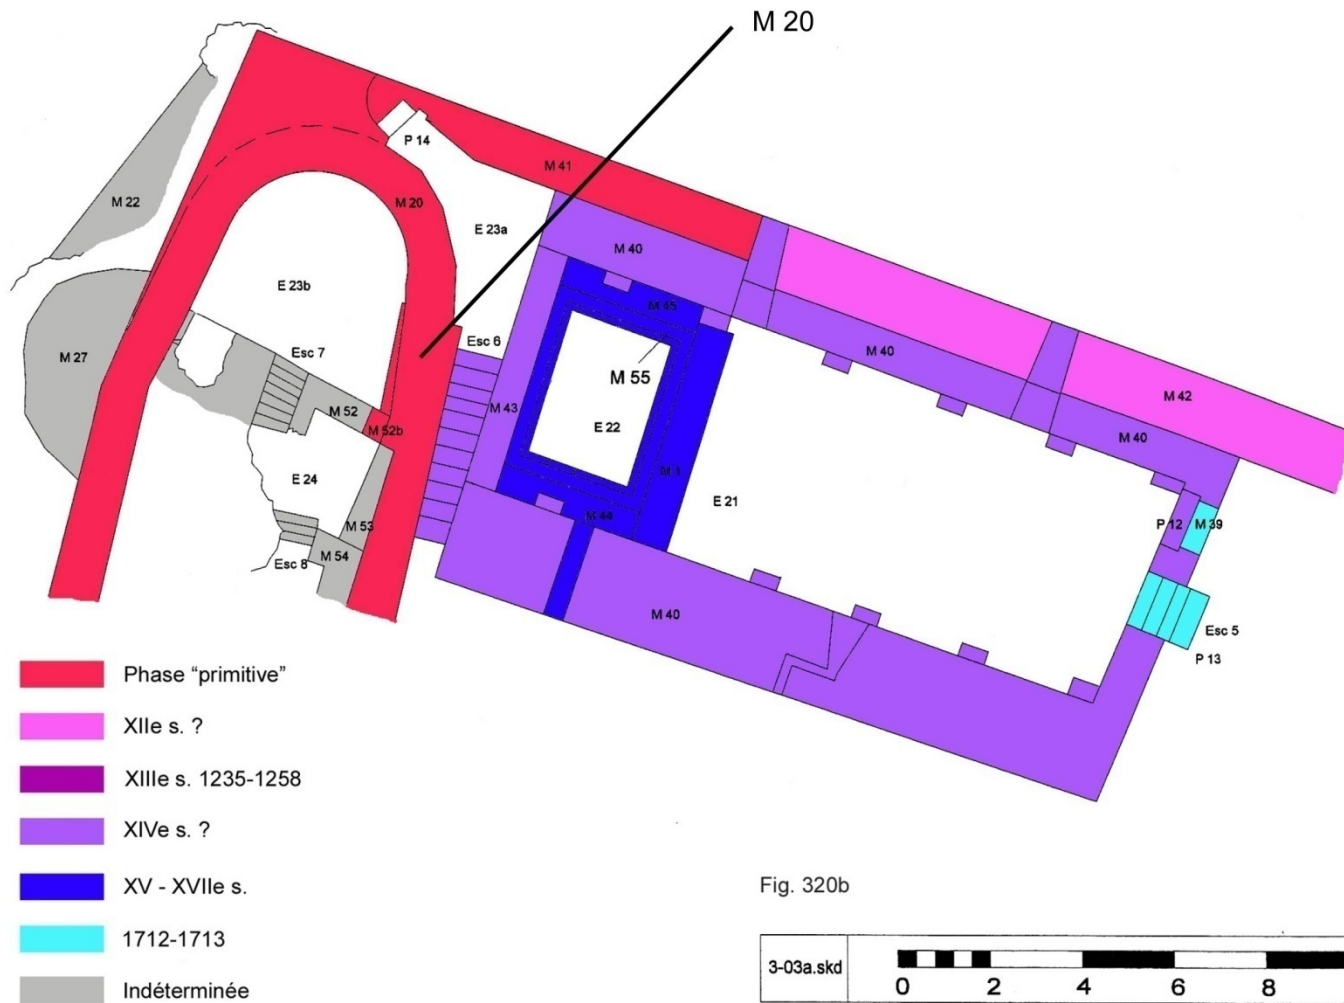 M 20
P 14
M 41
M 22
M 20
E 23a
M 40
E 23b
M 45
Esc 6
M 27
Esc 7
M 40
M 55
M 43
M 42
M 52
E 22
M 52b
M 40
M 1
E 24
E 21
M 44
P 12
M 39
M 53
M 54
Esc 8
M 40
Esc 5
P 13
Phase “primitive”
XIIe s. ?
XIIIe s. 1235-1258
XIVe s. ?
XV - XVIIe s.
1712-1713
Indéterminée
Fig. 320b
3-03a.skd
0 2 4 6 8